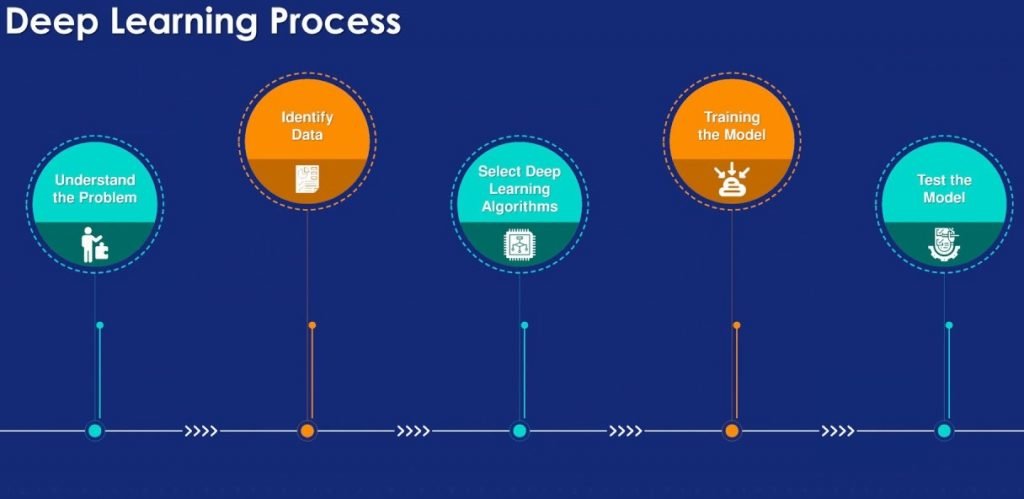 Deep Learning Process
Understand
the Problem
Identify
Data
Select Deep
Learning
Algorithms
Training
the Model
Test the
Model